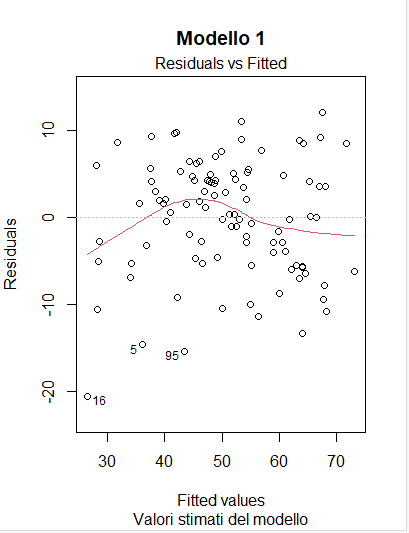 Modello 1
Residuals vs Fitted
10
0
-10
-20
Residuals
5
95
16
30 40 50 60 70
Fitted values
Valori stimati del modello